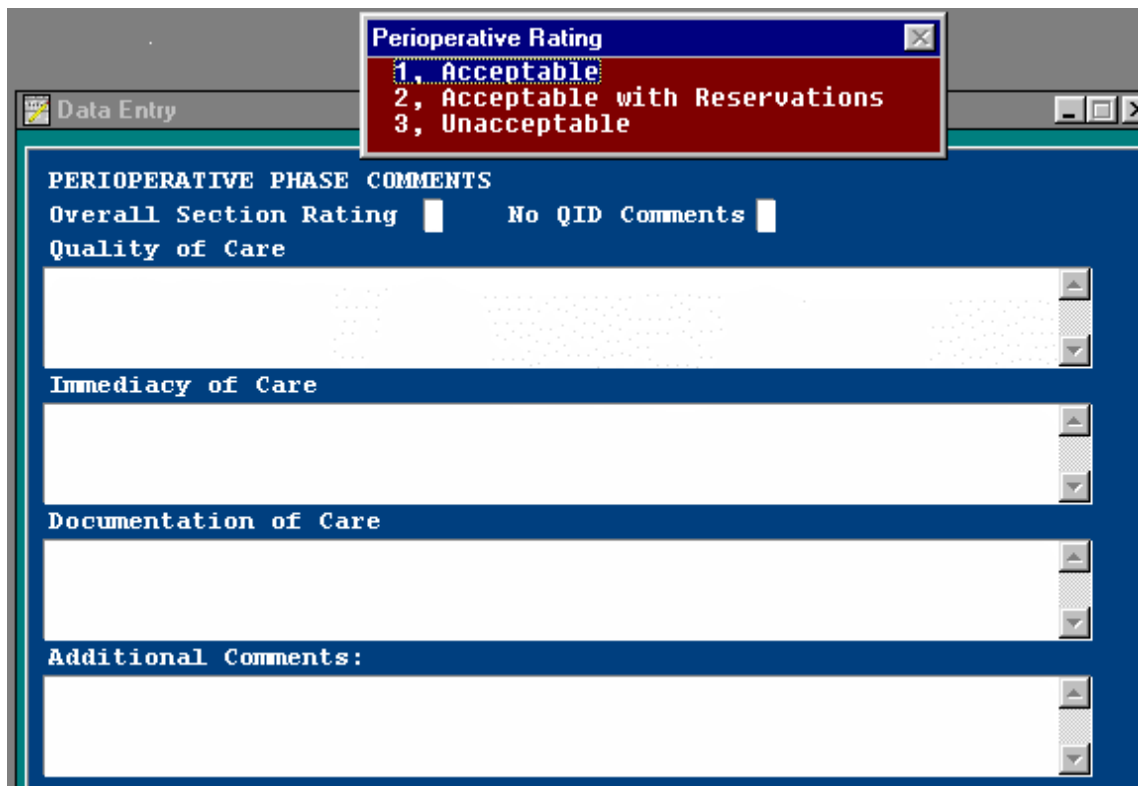 Perioperative Rating
1, Acceptable
2, Acceptable with Reservations
3, Unacceptable
Data Entry
PERIOPERATIVE PHASE COMMENTS
Overall Section Rating No QID Comments
Quality of Care
Immediacy of Care
Documentation of Care
Additional Comments: